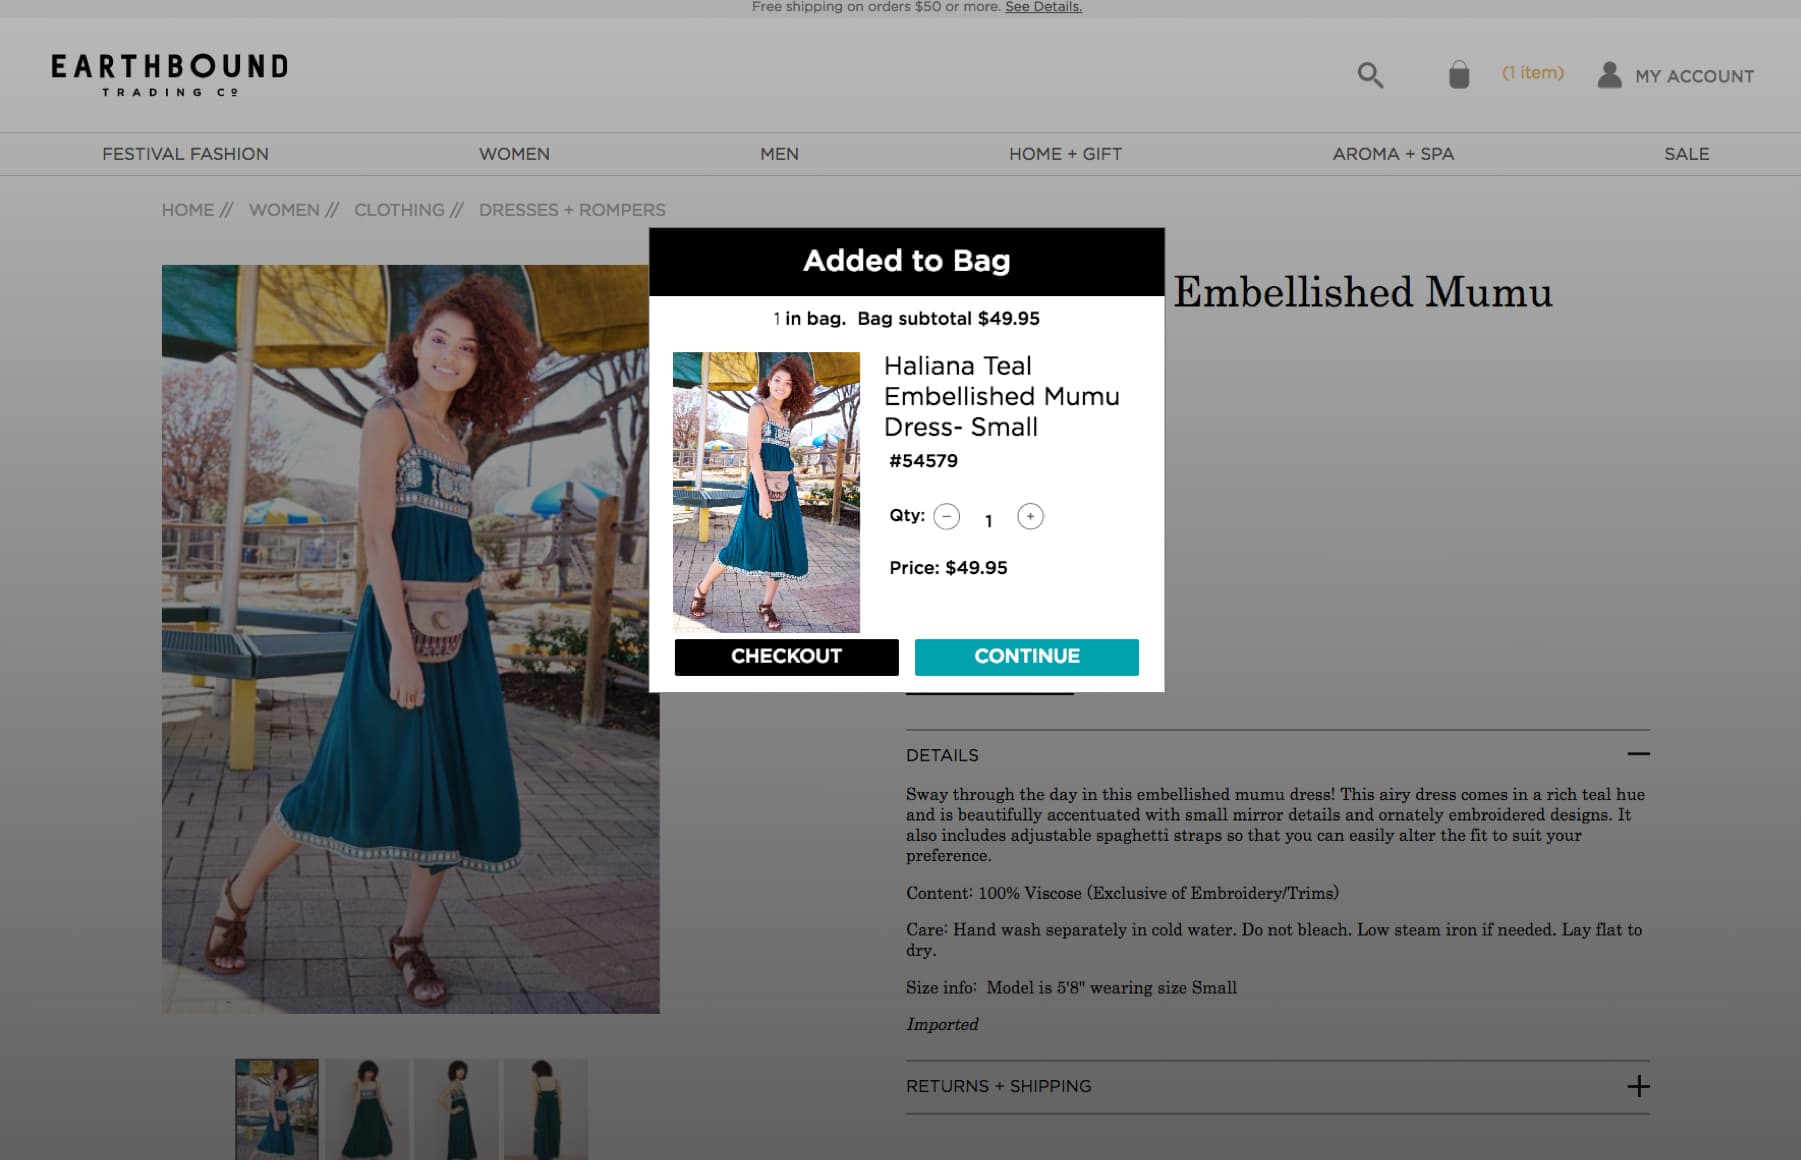 Free shipping on orders $50 or more. See Details.
EARTHBOUND
TRADING Cº
(1 item)
MY ACCOUNT
FESTIVAL FASHION
WOMEN
MEN
HOME + GIFT
AROMA + SPA
SALE
HOME // WOMEN // CLOTHING // DRESSES + ROMPERS
Embellished Mumu
Added to Bag
1 in bag. Bag subtotal $49.95
Haliana Teal
Embellished Mumu
Dress- Small
#54579
Qty: − 1 +
Price: $49.95
CHECKOUT
CONTINUE
DETAILS
Sway through the day in this embellished mumu dress! This airy dress comes in a rich teal hue
and is beautifully accentuated with small mirror details and ornately embroidered designs. It
also includes adjustable spaghetti straps so that you can easily alter the fit to suit your
preference.
Content: 100% Viscose (Exclusive of Embroidery/Trims)
Care: Hand wash separately in cold water. Do not bleach. Low steam iron if needed. Lay flat to
dry.
Size info: Model is 5'8" wearing size Small
Imported
RETURNS + SHIPPING